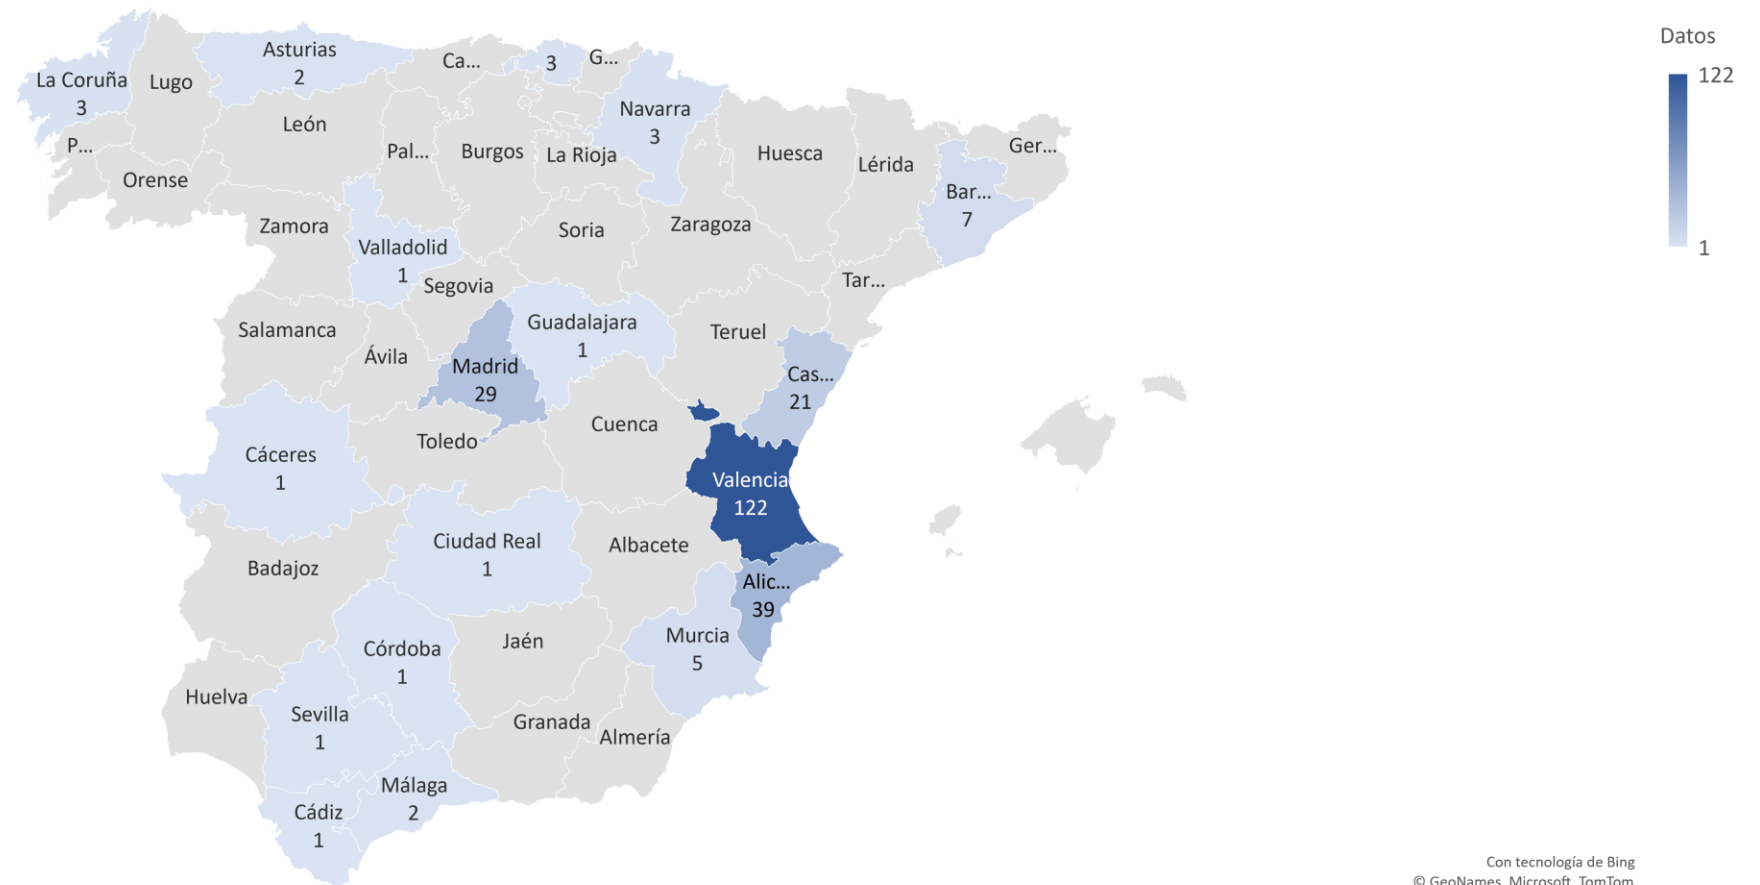 Datos
122
1
La Coruña
3
Lugo
Asturias
2
Ca...
3
G...
Navarra
3
P...
Orense
León
Pal...
Burgos
La Rioja
Huesca
Lérida
Ger...
Bar...
7
Zamora
Valladolid
1
Segovia
Soria
Zaragoza
Tar...
Salamanca
Ávila
Madrid
29
Guadalajara
1
Teruel
Cas...
21
Cáceres
1
Toledo
Cuenca
Valencia
122
Badajoz
Ciudad Real
1
Albacete
Alic...
39
Córdoba
1
Jaén
Murcia
5
Huelva
Sevilla
1
Granada
Almería
Málaga
2
Cádiz
1
Con tecnología de Bing
© GeoNames, Microsoft, TomTom